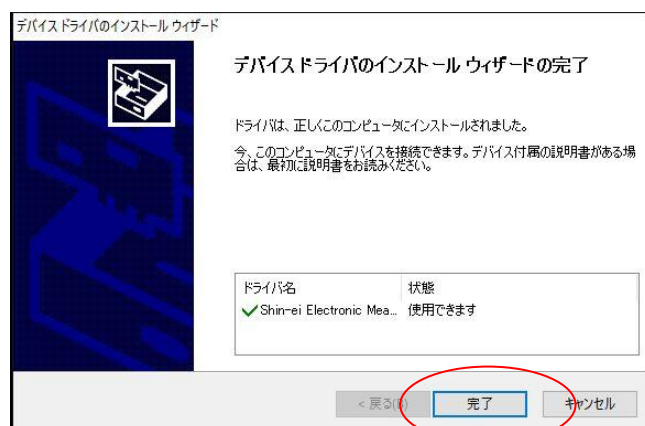 デバイス ドライバのインストール ウィザード
デバイス ドライバのインストール ウィザードの完了
ドライバは、正しくこのコンピュータにインストールされました。
今、このコンピュータにデバイスを接続できます。デバイス付属の説明書がある場
合は、最初に説明書をお読みください。
ドライバ名 状態
Shin-ei Electronic Mea... 使用できます
< 戻る(B) 完了 キャンセル